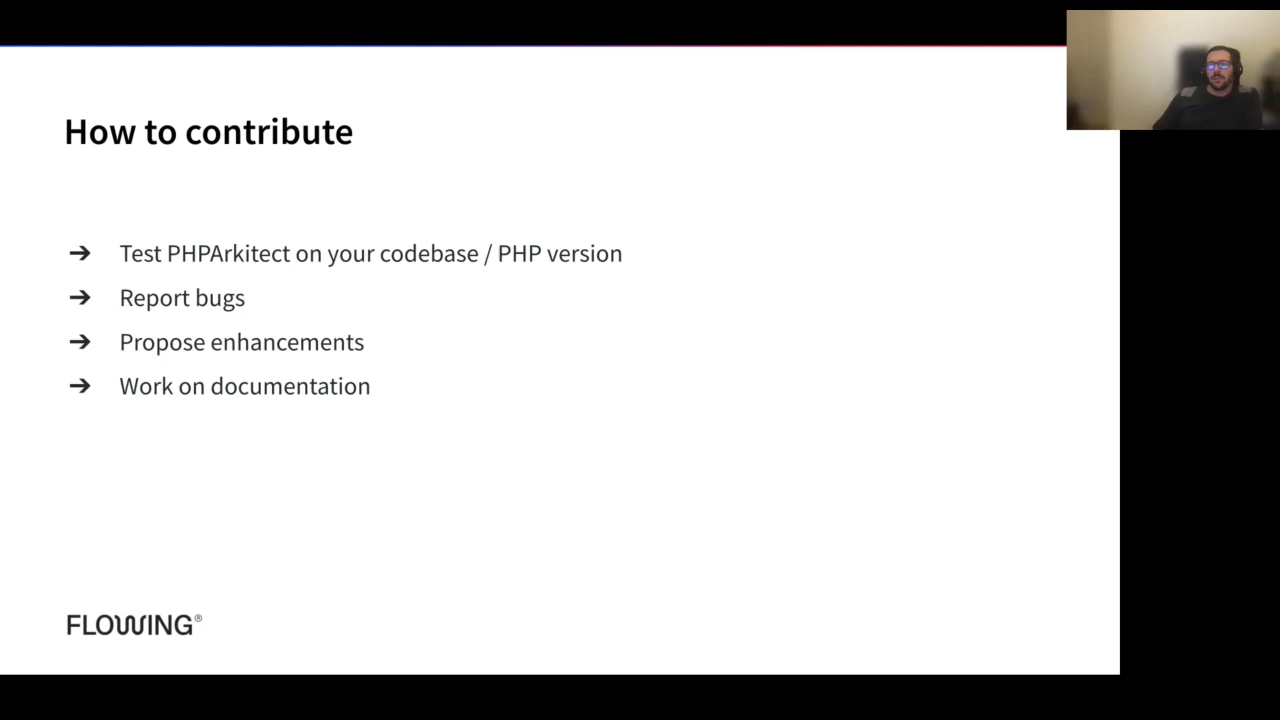 How to contribute
➔ Test PHPArkitect on your codebase / PHP version
➔ Report bugs
➔ Propose enhancements
➔ Work on documentation
FLOWING®